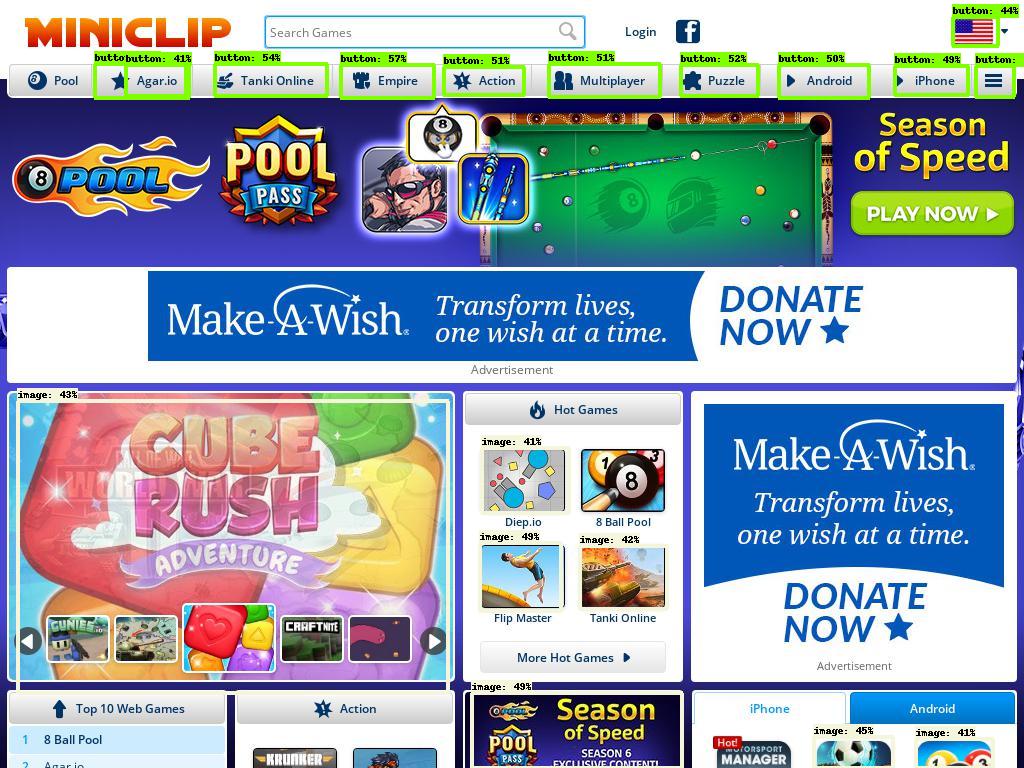 MINICLIP
Search Games
Login
button: 44%
button: 41%
button: 54%
button: 57%
button: 51%
button: 51%
button: 52%
button: 50%
button: 49%
button:
Pool
Agar.io
Tanki Online
Empire
Action
Multiplayer
Puzzle
Android
iPhone
8 POOL
POOL
PASS
8
Season
of Speed
PLAY NOW
Make-A-Wish®
Transform lives,
one wish at a time.
DONATE
NOW
Advertisement
image: 43%
CUBE
RUSH
ADVENTURE
GUNIES.IO
CRAFTNITE
Hot Games
image: 41%
Diep.io
8 Ball Pool
image: 49%
image: 42%
Flip Master
Tanki Online
More Hot Games
Make-A-Wish®
Transform lives,
one wish at a time.
DONATE
NOW
Advertisement
Top 10 Web Games
1 8 Ball Pool
2 Agar.io
Action
KRUNKER
image: 49%
8 POOL
POOL
PASS
Season
of Speed
SEASON 6
EXCLUSIVE CONTENT!
iPhone
Android
Hot!
MOTORSPORT
MANAGER
image: 45%
image: 41%